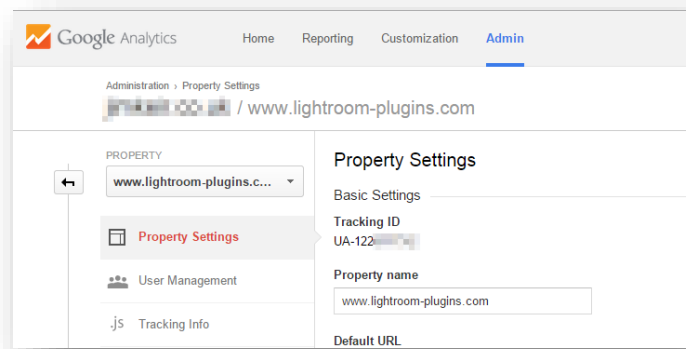 Google Analytics
Home Reporting Customization Admin
Administration › Property Settings
/ www.lightroom-plugins.com
PROPERTY
www.lightroom-plugins.c...
Property Settings
User Management
.js Tracking Info
Property Settings
Basic Settings
Tracking ID
UA-122
Property name
www.lightroom-plugins.com
Default URL